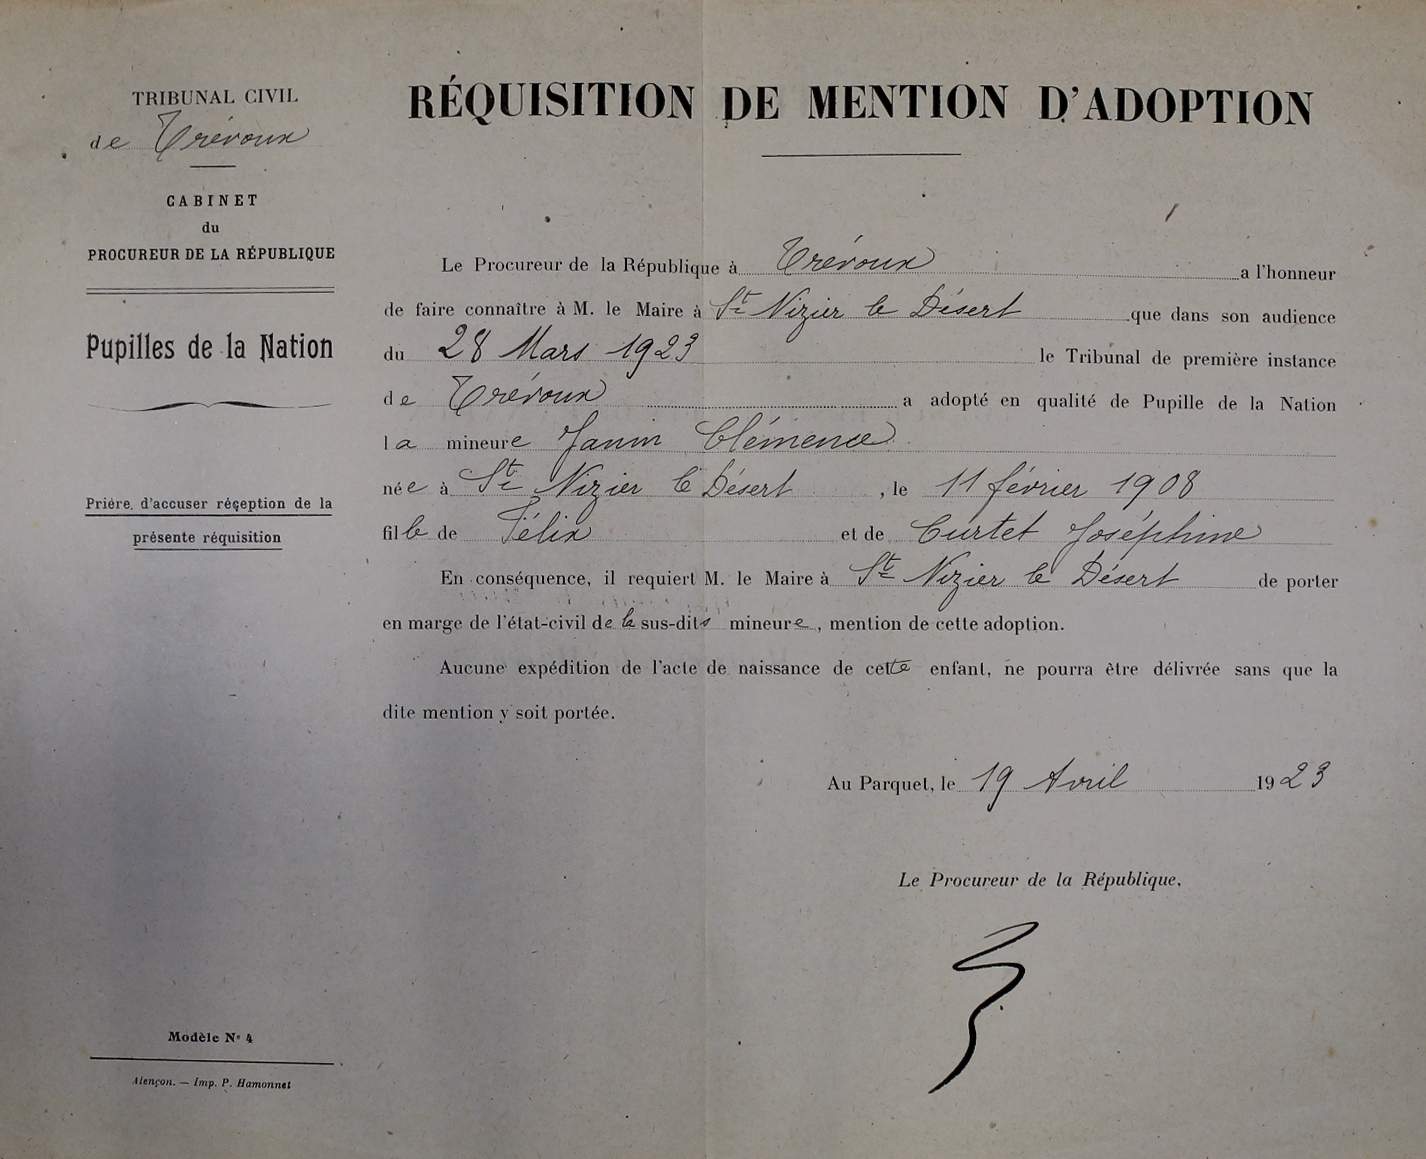 TRIBUNAL CIVIL
de Trévoux
CABINET
du
PROCUREUR DE LA RÉPUBLIQUE
Pupilles de la Nation
Prière d'accuser réception de la
présente réquisition
Modèle N° 4
Alençon. — Imp. P. Hamonnet
RÉQUISITION DE MENTION D'ADOPTION
Le Procureur de la République à Trévoux a l'honneur
de faire connaître à M. le Maire à St Nizier le Désert que dans son audience
du 28 Mars 1923 le Tribunal de première instance
de Trévoux a adopté en qualité de Pupille de la Nation
la mineure Janin Clémence
née à St Nizier le Désert , le 11 février 1908
fille de Félix et de Curtet Joséphine
En conséquence, il requiert M. le Maire à St Nizier le Désert de porter
en marge de l'état-civil de la sus-dite mineure, mention de cette adoption.
Aucune expédition de l'acte de naissance de cette enfant, ne pourra être délivrée sans que la
dite mention y soit portée.
Au Parquet, le 19 Avril 1923
Le Procureur de la République,